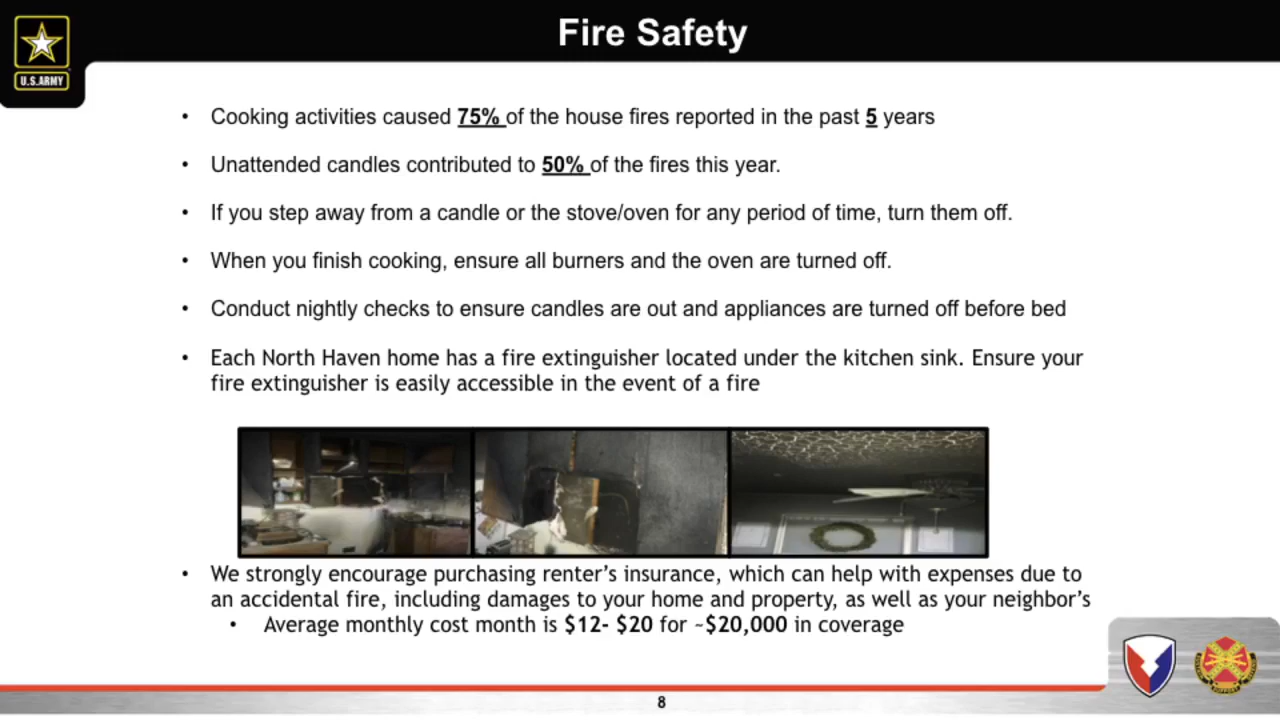 Fire Safety
U.S.ARMY
• Cooking activities caused 75% of the house fires reported in the past 5 years
• Unattended candles contributed to 50% of the fires this year.
• If you step away from a candle or the stove/oven for any period of time, turn them off.
• When you finish cooking, ensure all burners and the oven are turned off.
• Conduct nightly checks to ensure candles are out and appliances are turned off before bed
• Each North Haven home has a fire extinguisher located under the kitchen sink. Ensure your
fire extinguisher is easily accessible in the event of a fire
• We strongly encourage purchasing renter’s insurance, which can help with expenses due to
an accidental fire, including damages to your home and property, as well as your neighbor’s
• Average monthly cost month is $12- $20 for ~$20,000 in coverage
8